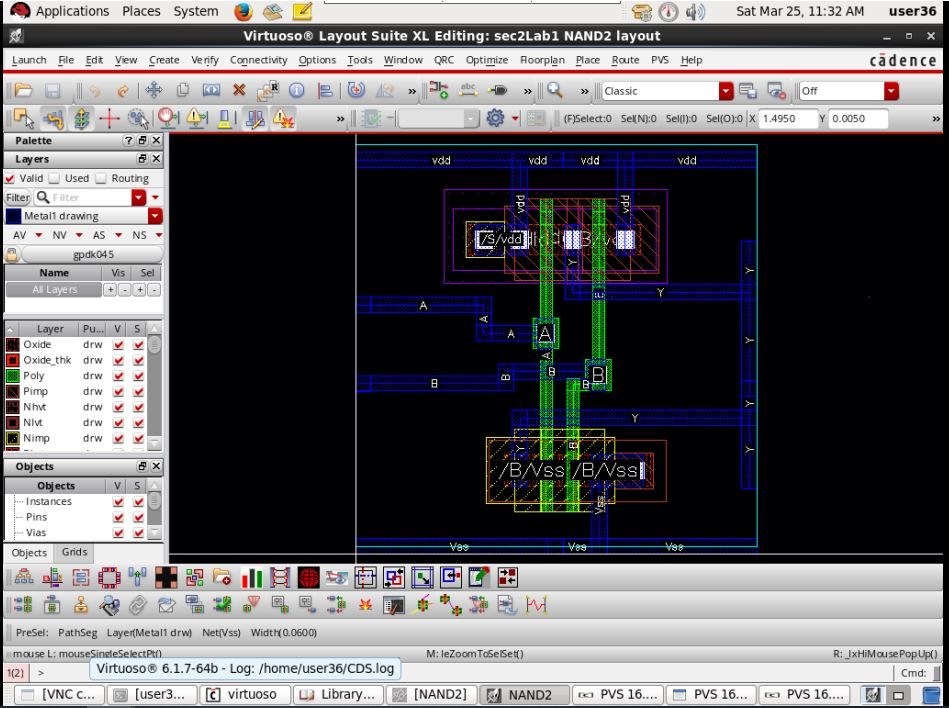 Applications Places System Sat Mar 25, 11:32 AM user36
Virtuoso® Layout Suite XL Editing: sec2Lab1 NAND2 layout
Launch File Edit View Create Verify Connectivity Options Tools Window QRC Optimize Floorplan Place Route PVS Help cādence
» » » Classic Off
» (F)Select:0 Sel(N):0 Sel(I):0 Sel(O):0 X 1.4950 Y 0.0050 »
Palette
Layers
Valid Used Routing
Filter Filter
Metal1 drawing
AV NV AS NS
gpdk045
Name Vis Sel
All Layers + - + -
Layer Pu... V S
Oxide drw
Oxide_thk drw
Poly drw
Pimp drw
Nhvt drw
Nlvt drw
Nimp drw
Objects
Objects V S
Instances
Pins
Vias
Objects Grids
vdd vdd vdd vdd
vdd vdd
/S/vdd
Y
Y
Y
A
A
A
A
A
Y
B B B
B
B
Y
Y
Y
B
Y
/B/Vss /B/Vss
Vss
Vss Vss Vss
PreSel: PathSeg Layer(Metal1 drw) Net(Vss) Width(0.0600)
mouse L: mouseSingleSelectPt() M: leZoomToSelSet() R: _lxHiMousePopUp()
Virtuoso® 6.1.7-64b - Log: /home/user36/CDS.log
1(2) > Cmd:
[VNC c... [user3... virtuoso Library... [NAND2] NAND2 PVS 16.... PVS 16... PVS 16....